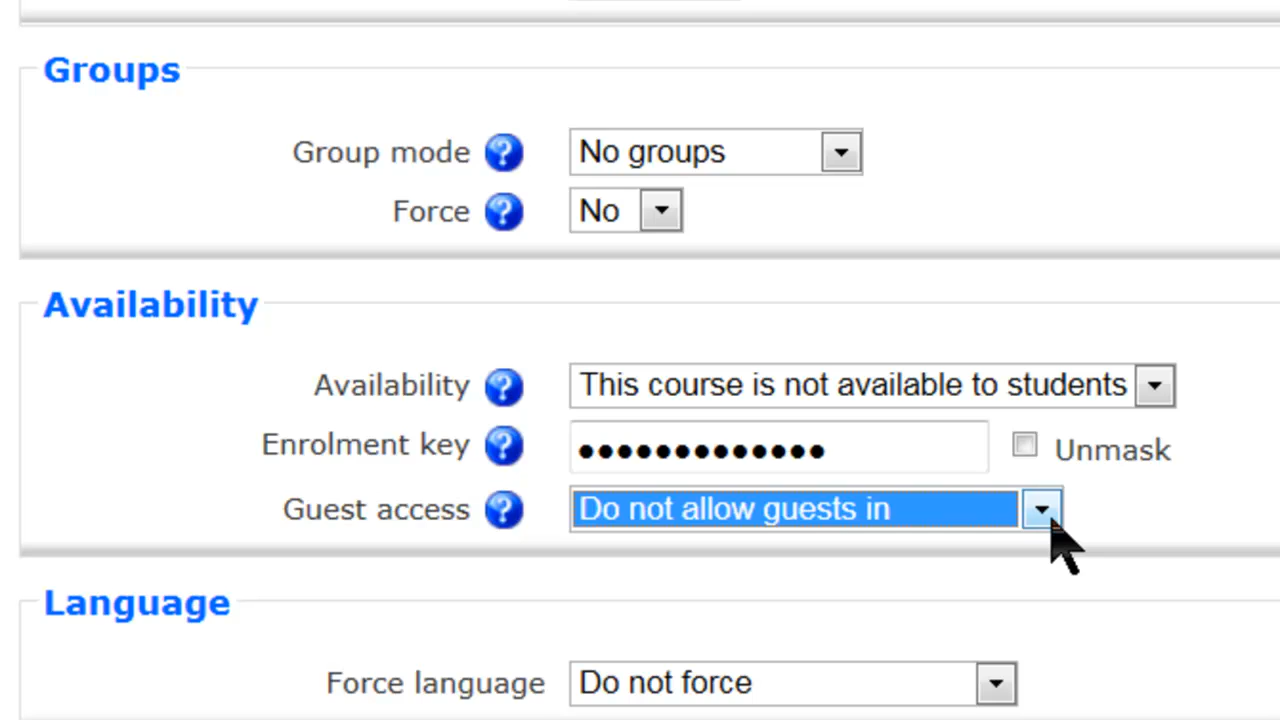 Groups
Group mode No groups
Force No
Availability
Availability This course is not available to students
Enrolment key ••••••••••••• Unmask
Guest access Do not allow guests in
Language
Force language Do not force